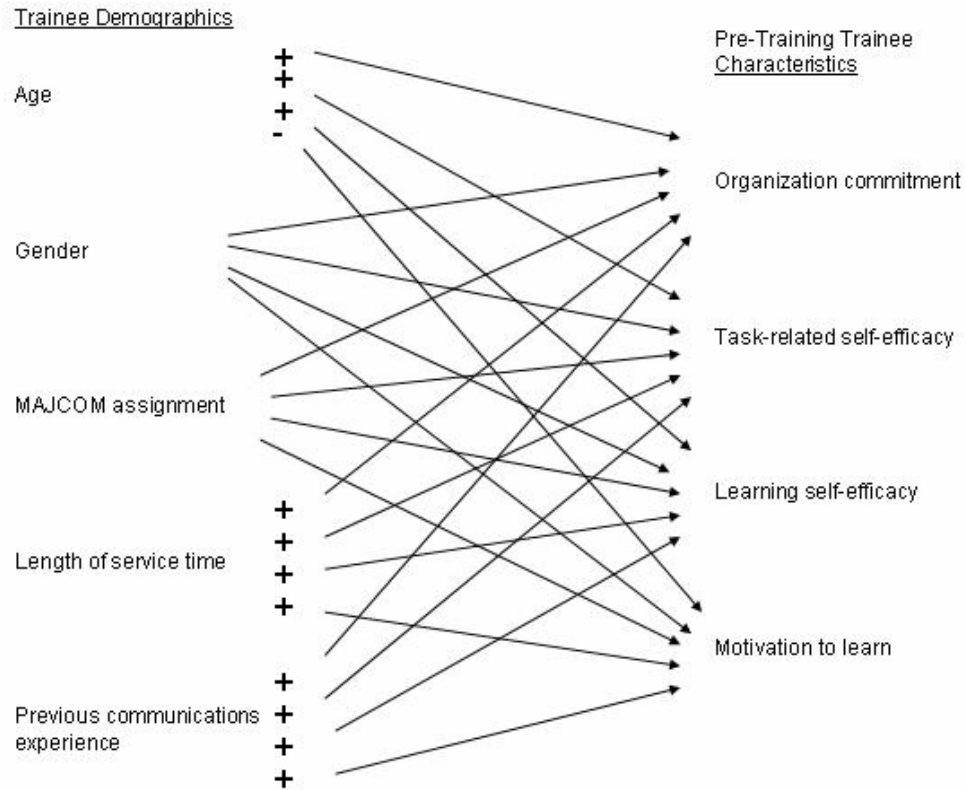 Trainee Demographics
Pre-Training Trainee
Characteristics
+
+
Age
+
-
Organization commitment
Gender
Task-related self-efficacy
MAJCOM assignment
Learning self-efficacy
+
+
Length of service time
+
+
Motivation to learn
+
Previous communications
+
experience
+
+